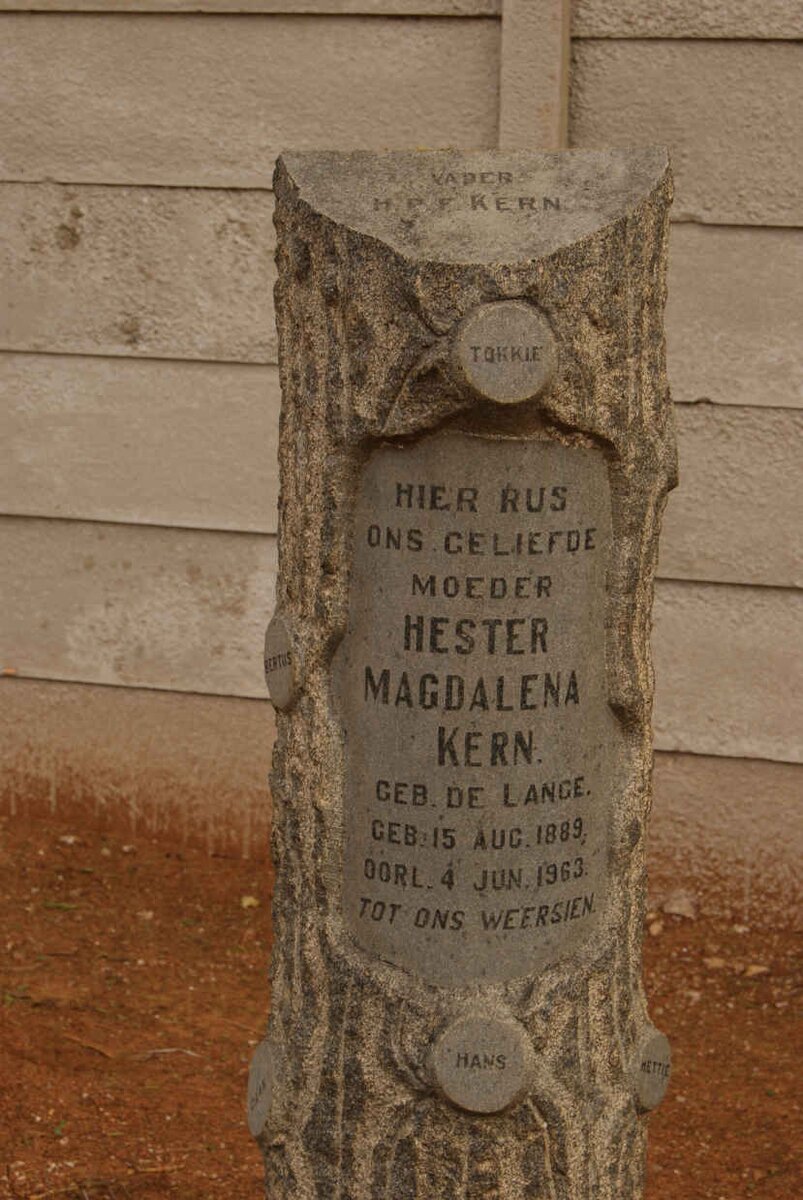 VADER
H.P.F KERN
TOKKIE
HIER RUS
ONS GELIEFDE
MOEDER
HESTER
MAGDALENA
KERN.
GEB. DE LANGE.
GEB. 15 AUG. 1889,
OORL. 4 JUN. 1963.
TOT ONS WEERSIEN.
BERTUS
HANS
HETTIE